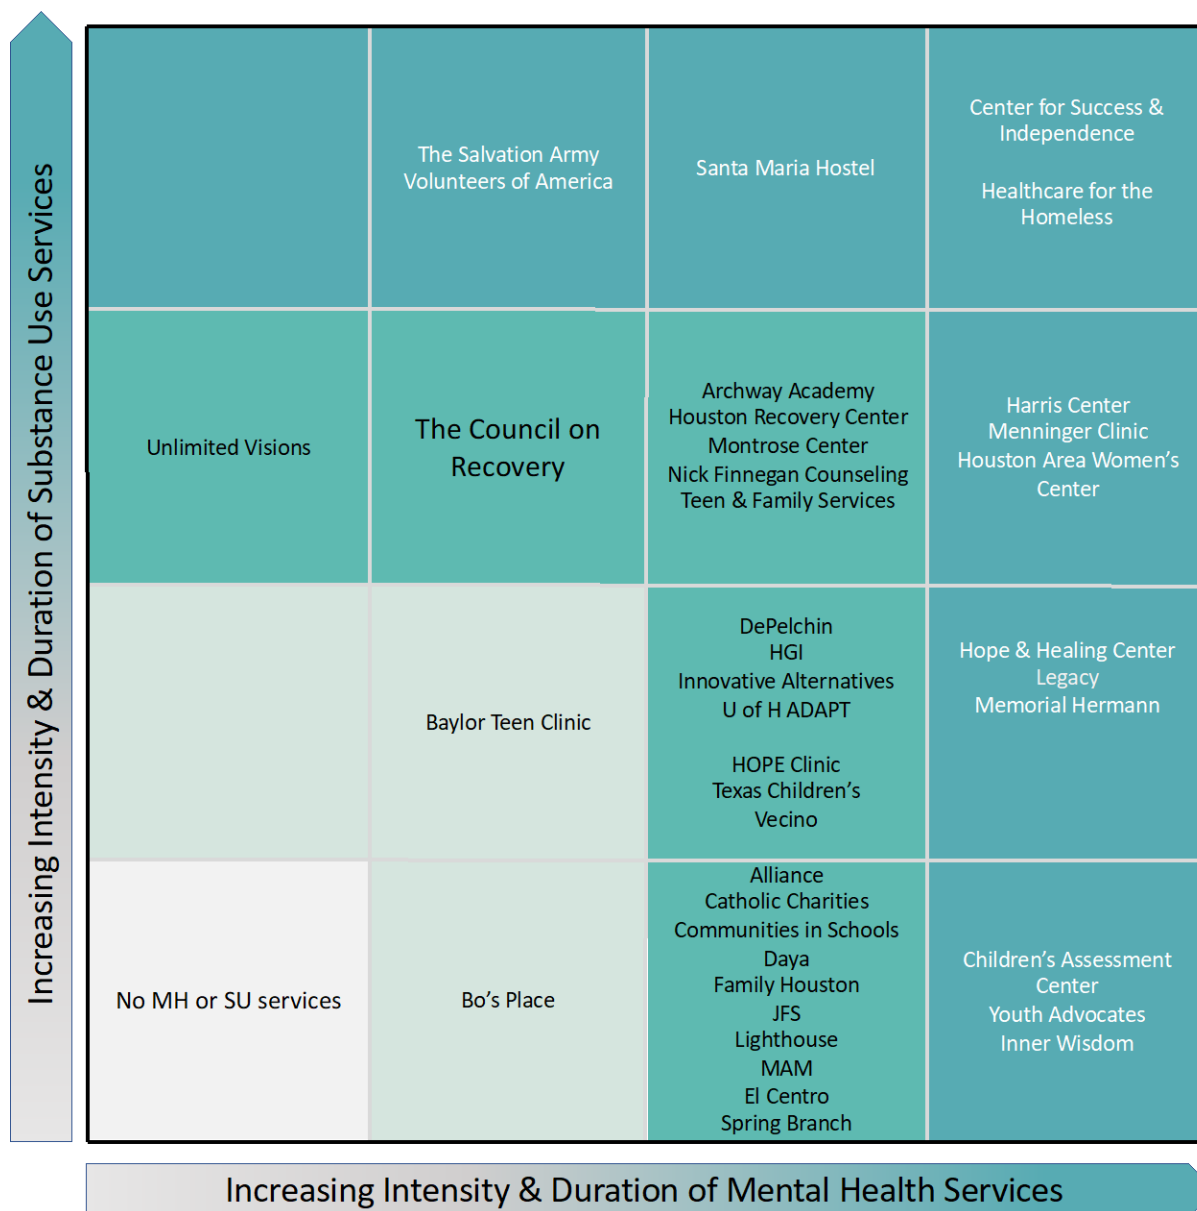 Increasing Intensity & Duration of Substance Use Services
The Salvation Army
Volunteers of America
Santa Maria Hostel
Center for Success &
Independence
Healthcare for the
Homeless
Unlimited Visions
The Council on
Recovery
Archway Academy
Houston Recovery Center
Montrose Center
Nick Finnegan Counseling
Teen & Family Services
Harris Center
Menninger Clinic
Houston Area Women’s
Center
Baylor Teen Clinic
DePelchin
HGI
Innovative Alternatives
U of H ADAPT
HOPE Clinic
Texas Children’s
Vecino
Hope & Healing Center
Legacy
Memorial Hermann
No MH or SU services
Bo’s Place
Alliance
Catholic Charities
Communities in Schools
Daya
Family Houston
JFS
Lighthouse
MAM
El Centro
Spring Branch
Children’s Assessment
Center
Youth Advocates
Inner Wisdom
Increasing Intensity & Duration of Mental Health Services